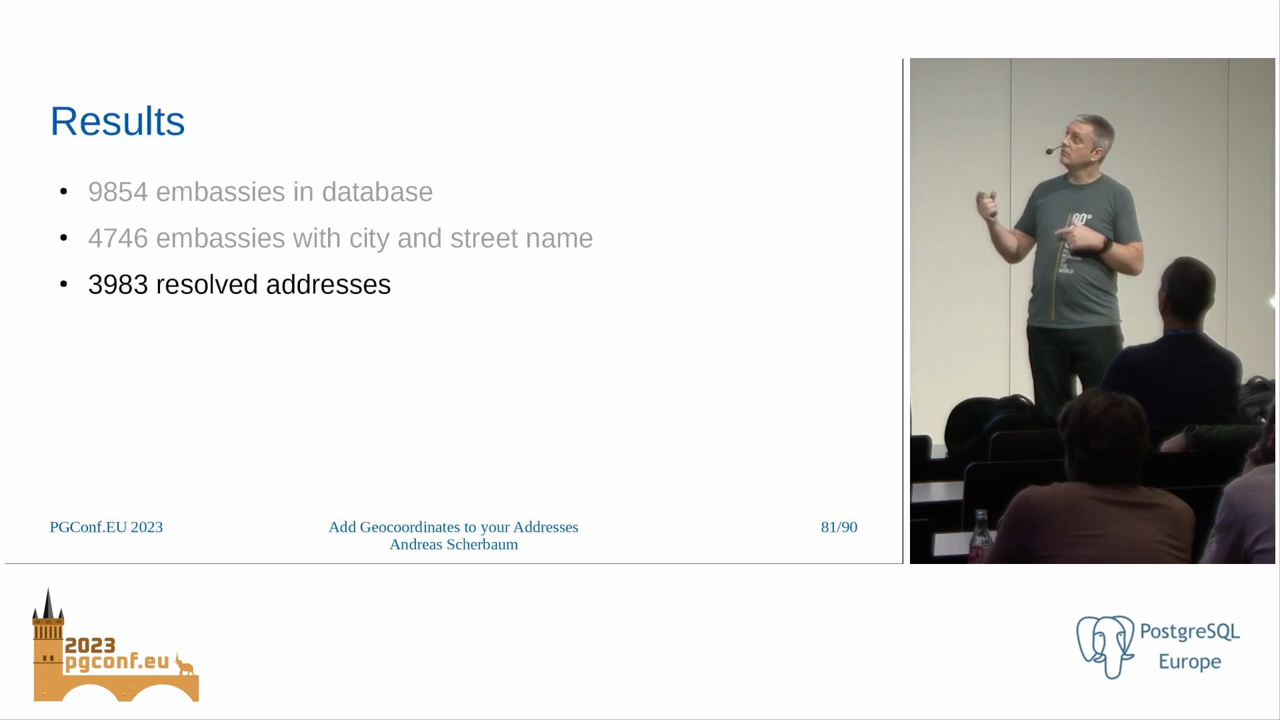 Results
• 9854 embassies in database
• 4746 embassies with city and street name
• 3983 resolved addresses
PGConf.EU 2023
Add Geocoordinates to your Addresses
Andreas Scherbaum
81/90
2023
pgconf.eu
PostgreSQL
Europe